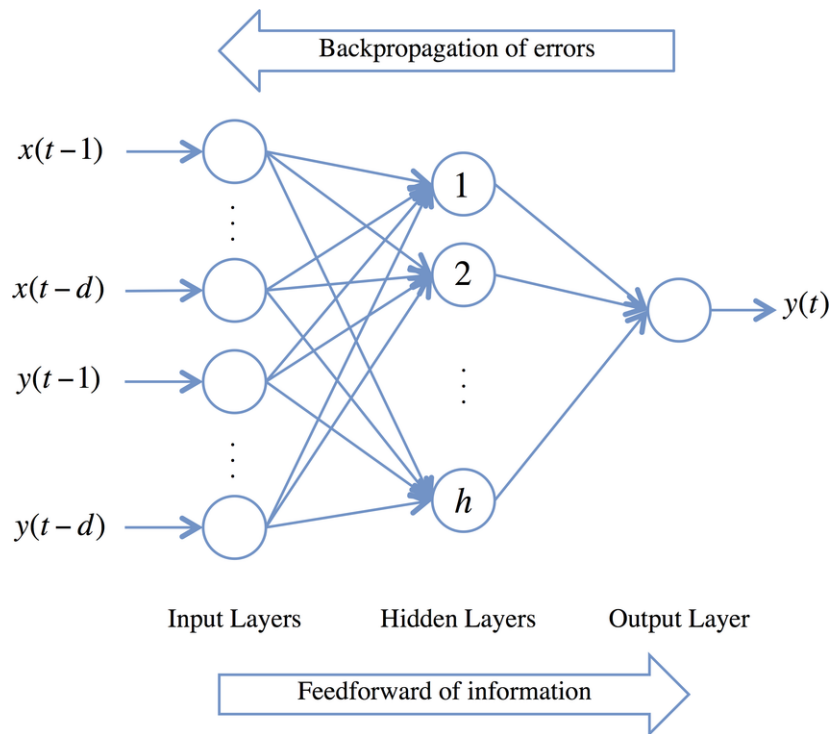 Backpropagation of errors
x(t−1)
x(t−d)
y(t−1)
y(t−d)
1
2
h
y(t)
Input Layers
Hidden Layers
Output Layer
Feedforward of information